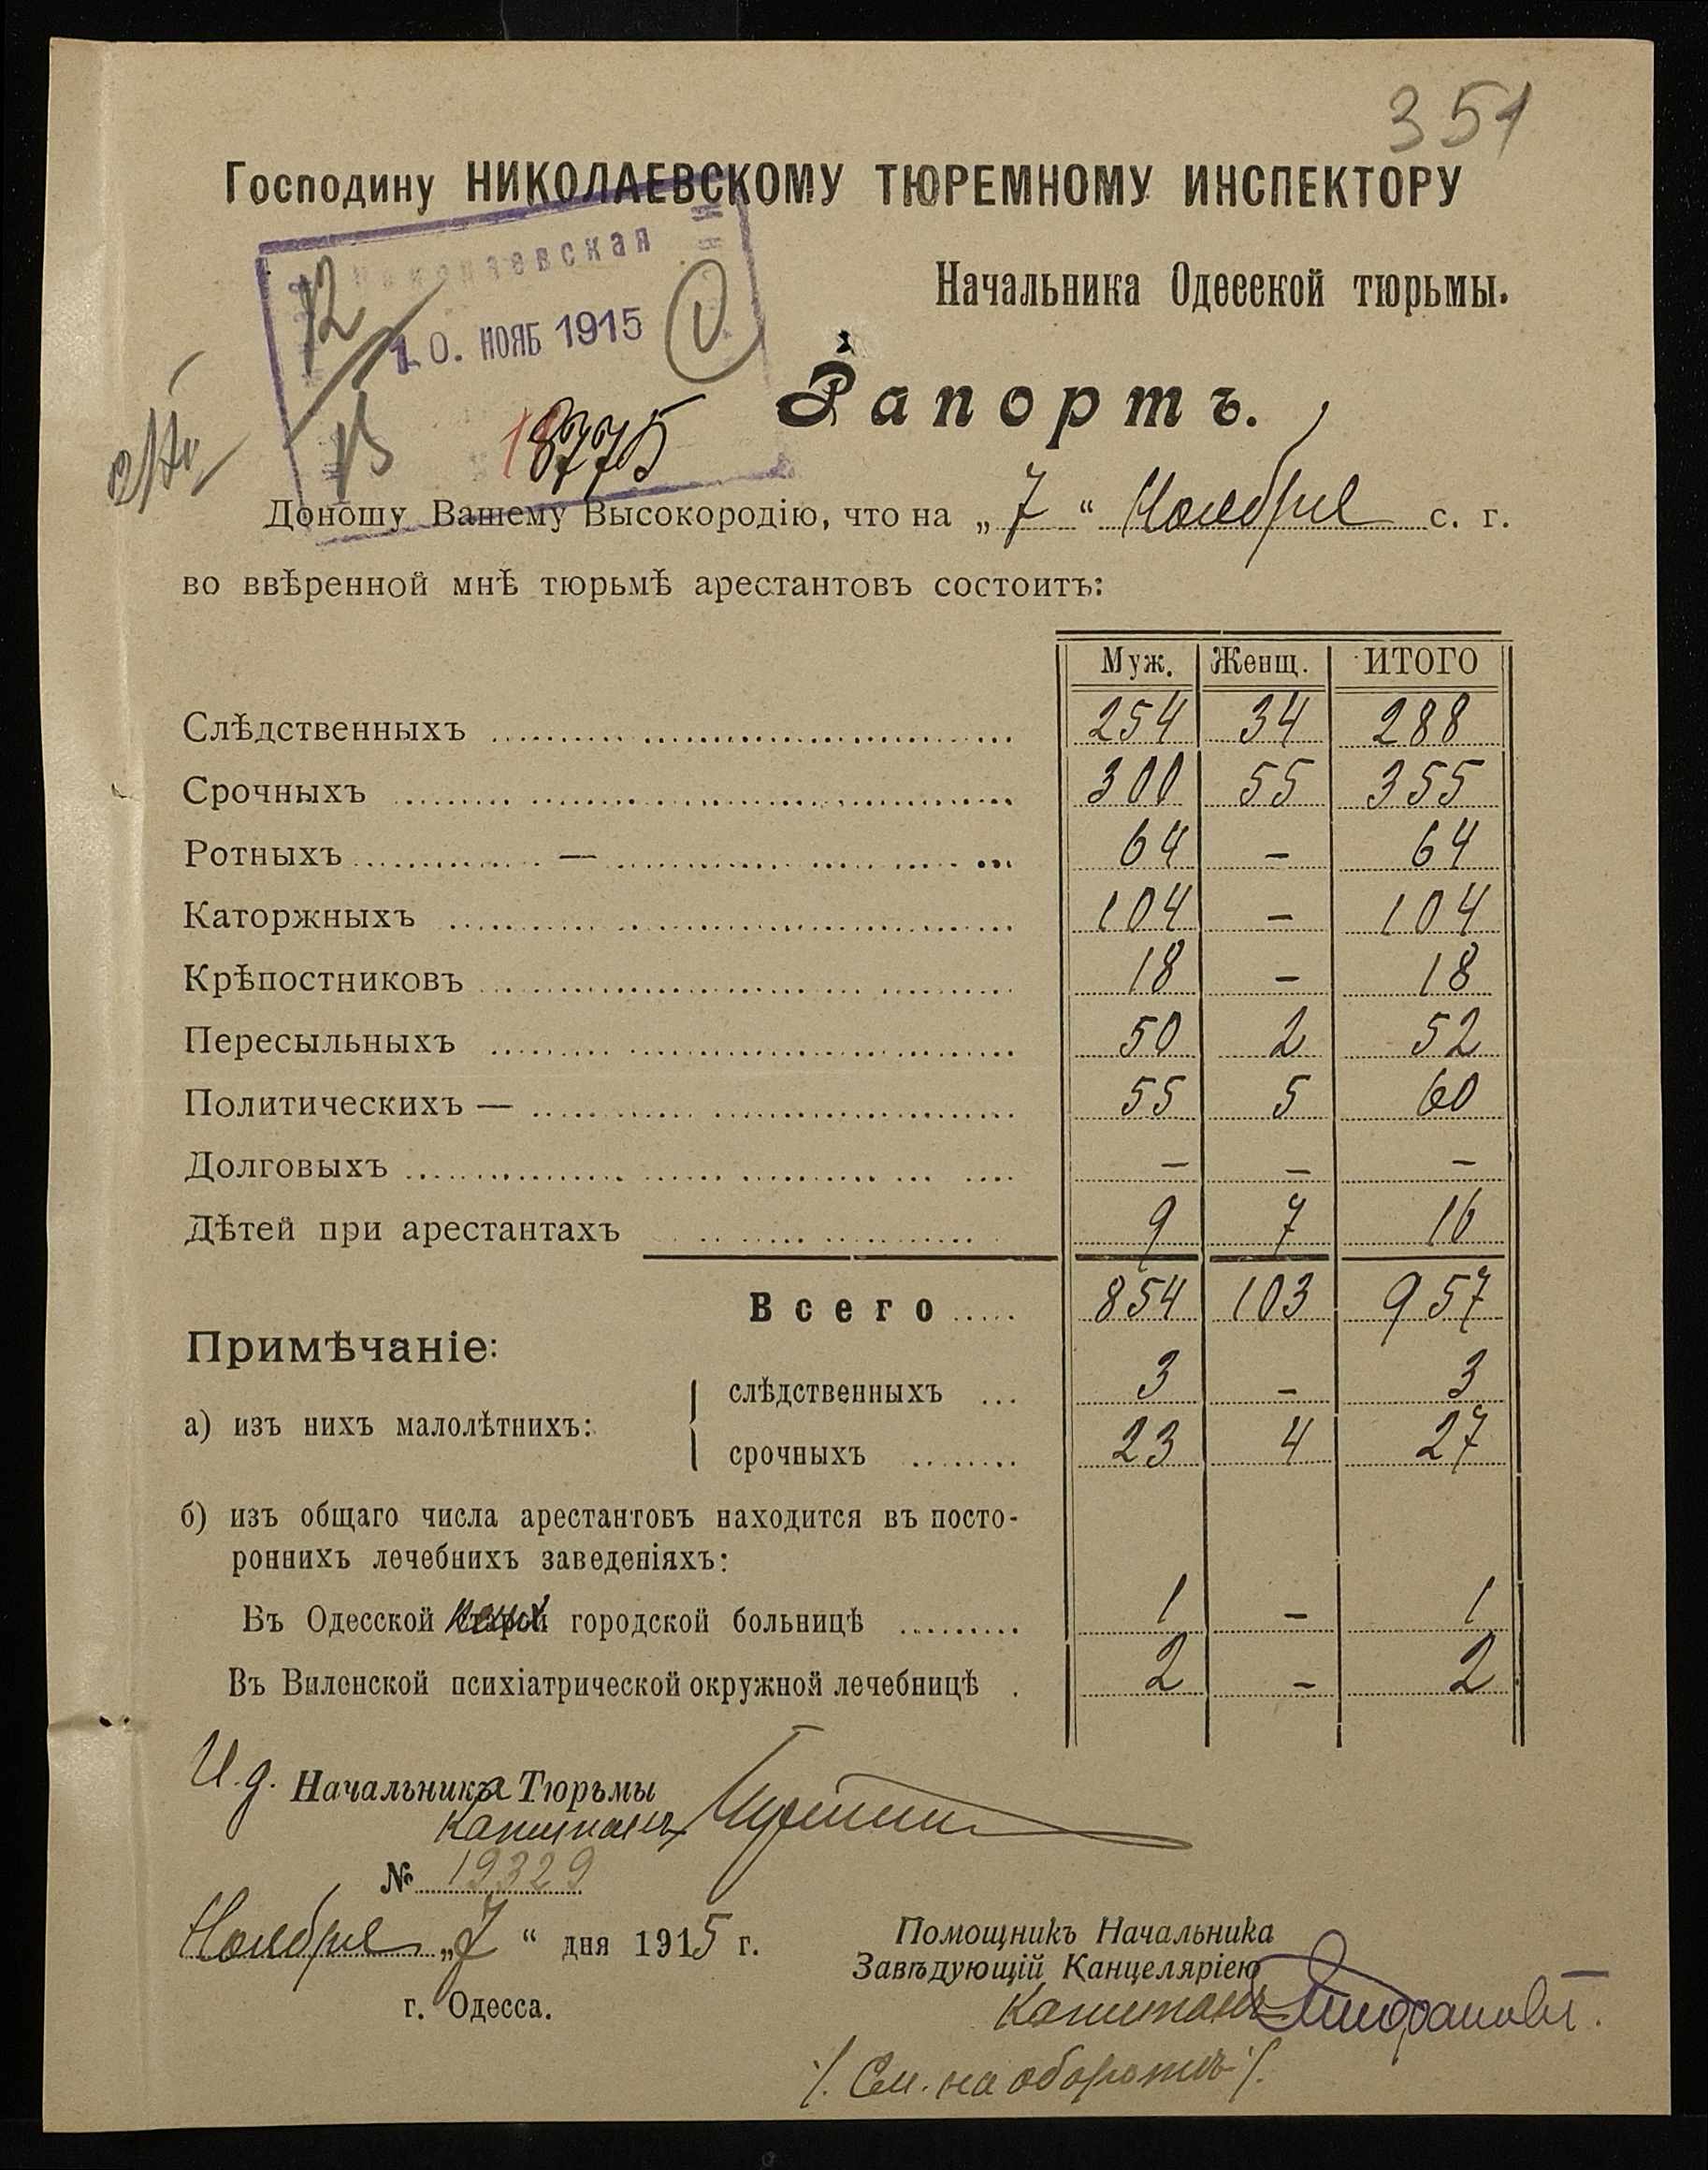 351
Господину НИКОЛАЕВСКОМУ ТЮРЕМНОМУ ИНСПЕКТОРУ
Николаевская
12
10. НОЯБ 1915
Начальника Одесской тюрьмы.
Рапортъ.
18775
Доношу Вашему Высокородію, что на „7“ Ноября с. г.
во ввѣренной мнѣ тюрьмѣ арестантовъ состоитъ:
Муж. Женщ. ИТОГО
Слѣдственныхъ 254 34 288
Срочныхъ 300 55 355
Ротныхъ — 64 – 64
Каторжныхъ 104 – 104
Крѣпостниковъ 18 – 18
Пересыльныхъ 50 2 52
Политическихъ — 55 5 60
Долговыхъ – – –
Дѣтей при арестантахъ 9 7 16
Всего 854 103 957
Примѣчаніе:
а) изъ нихъ малолѣтнихъ:
слѣдственныхъ 3 – 3
срочныхъ 23 4 27
б) изъ общаго числа арестантовъ находится въ посто-
роннихъ лечебнихъ заведеніяхъ:
Въ Одесской городской больницѣ 1 – 1
Въ Виленской психіатрической окружной лечебницѣ 2 – 2
И.д. Начальника Тюрьмы
Капитанъ
№ 19329
Ноября „7“ дня 1915 г.
г. Одесса.
Помощникъ Начальника
Завѣдующій Канцеляріею
Капитанъ
/. См. на оборотѣ /.